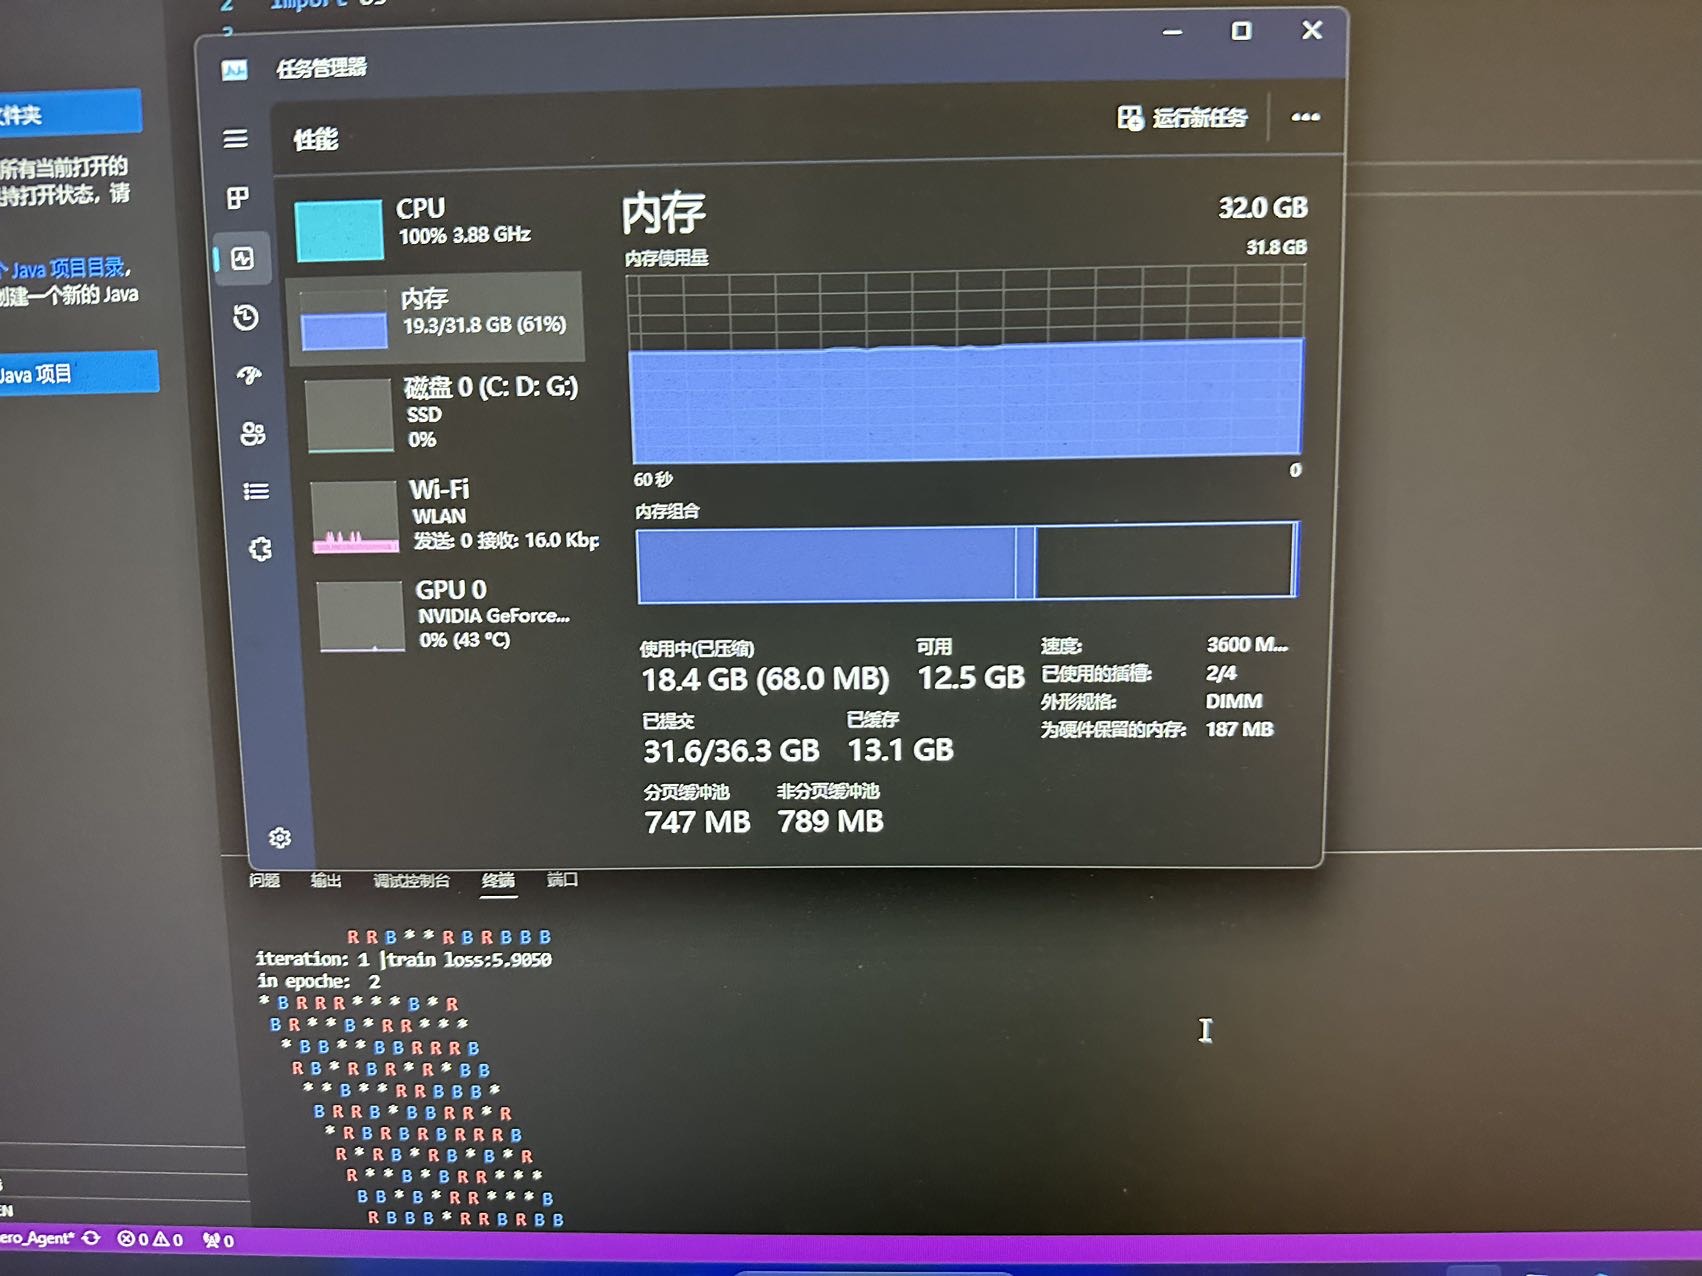 2 import os
3
任务管理器
文件夹
所有当前打开的
持打开状态，请
个 Java 项目目录，
创建一个新的 Java
Java 项目
性能
运行新任务
CPU
100% 3.88 GHz
内存
19.3/31.8 GB (61%)
磁盘 0 (C: D: G:)
SSD
0%
Wi-Fi
WLAN
发送: 0 接收: 16.0 Kbp
GPU 0
NVIDIA GeForce...
0% (43 °C)
内存
32.0 GB
内存使用量
31.8 GB
60 秒
0
内存组合
使用中(已压缩)
18.4 GB (68.0 MB)
可用
12.5 GB
已提交
31.6/36.3 GB
已缓存
13.1 GB
分页缓冲池
747 MB
非分页缓冲池
789 MB
速度: 3600 M...
已使用的插槽: 2/4
外形规格: DIMM
为硬件保留的内存: 187 MB
问题 输出 调试控制台 终端 端口
R R B * * R B R B B B
iteration: 1 |train loss:5.9050
in epoche: 2
* B R R R * * * B * R
B R * * B * R R * * *
* B B * * B B R R R B
R B * R B R * R * B B
* * B * * R R B B B *
B R R B * B B R R * R
* R B R B R B R R R B
R * R B * R B * B * R
R * * B * B R R * * *
B B * B * R R * * * B
R B B B * R R B R B B
EN
ero_Agent* 0 0 0